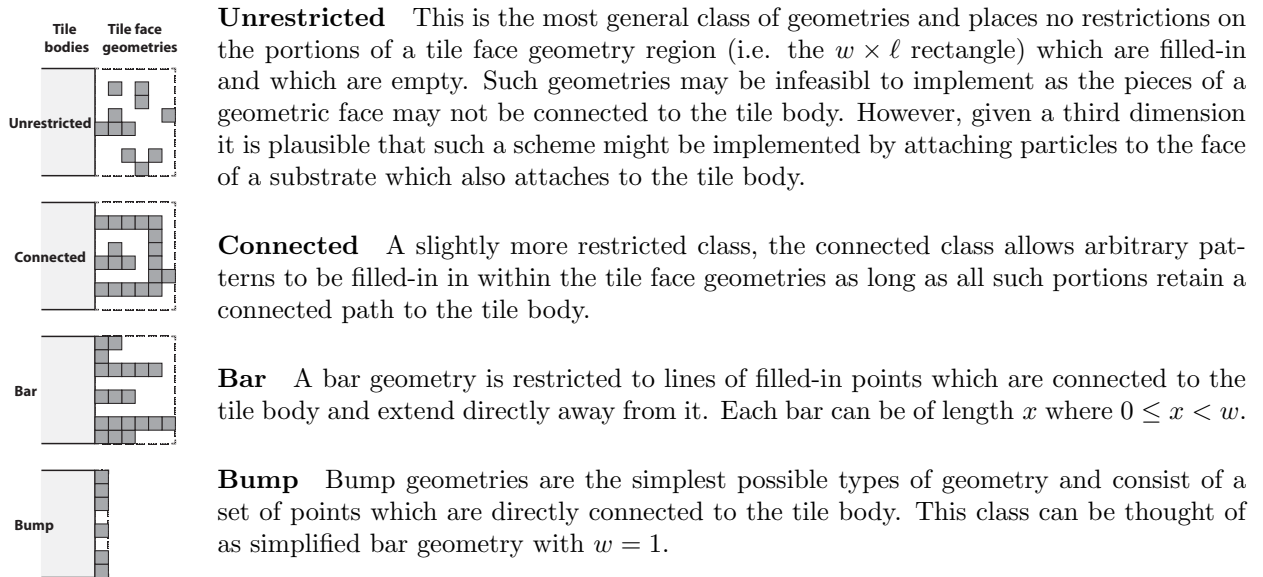 Tile bodies
Tile face geometries
Unrestricted
Connected
Bar
Bump
Unrestricted This is the most general class of geometries and places no restrictions on
the portions of a tile face geometry region (i.e. the w × ℓ rectangle) which are filled-in
and which are empty. Such geometries may be infeasibl to implement as the pieces of a
geometric face may not be connected to the tile body. However, given a third dimension
it is plausible that such a scheme might be implemented by attaching particles to the face
of a substrate which also attaches to the tile body.
Connected A slightly more restricted class, the connected class allows arbitrary pat-
terns to be filled-in in within the tile face geometries as long as all such portions retain a
connected path to the tile body.
Bar A bar geometry is restricted to lines of filled-in points which are connected to the
tile body and extend directly away from it. Each bar can be of length x where 0 ≤ x < w.
Bump Bump geometries are the simplest possible types of geometry and consist of a
set of points which are directly connected to the tile body. This class can be thought of
as simplified bar geometry with w = 1.